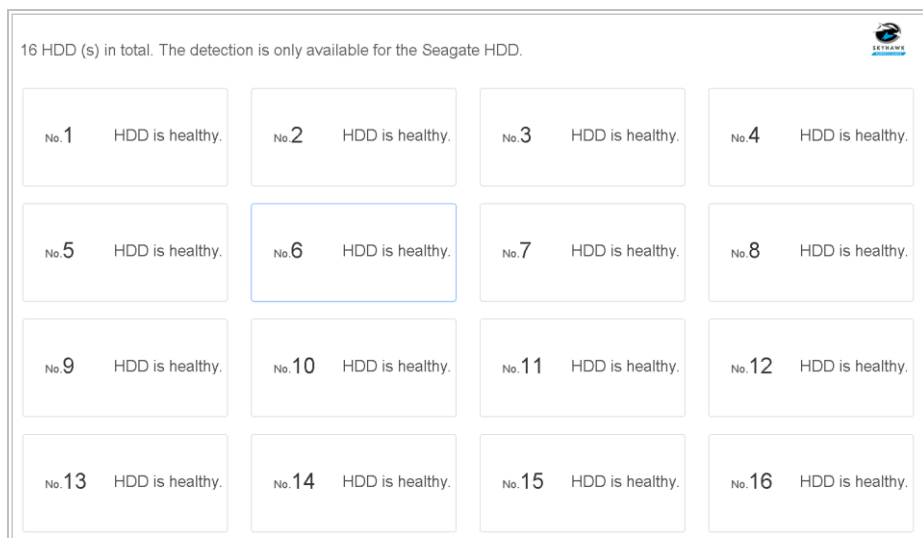 16 HDD (s) in total. The detection is only available for the Seagate HDD.
SKYHAWK
No.1 HDD is healthy.
No.2 HDD is healthy.
No.3 HDD is healthy.
No.4 HDD is healthy.
No.5 HDD is healthy.
No.6 HDD is healthy.
No.7 HDD is healthy.
No.8 HDD is healthy.
No.9 HDD is healthy.
No.10 HDD is healthy.
No.11 HDD is healthy.
No.12 HDD is healthy.
No.13 HDD is healthy.
No.14 HDD is healthy.
No.15 HDD is healthy.
No.16 HDD is healthy.